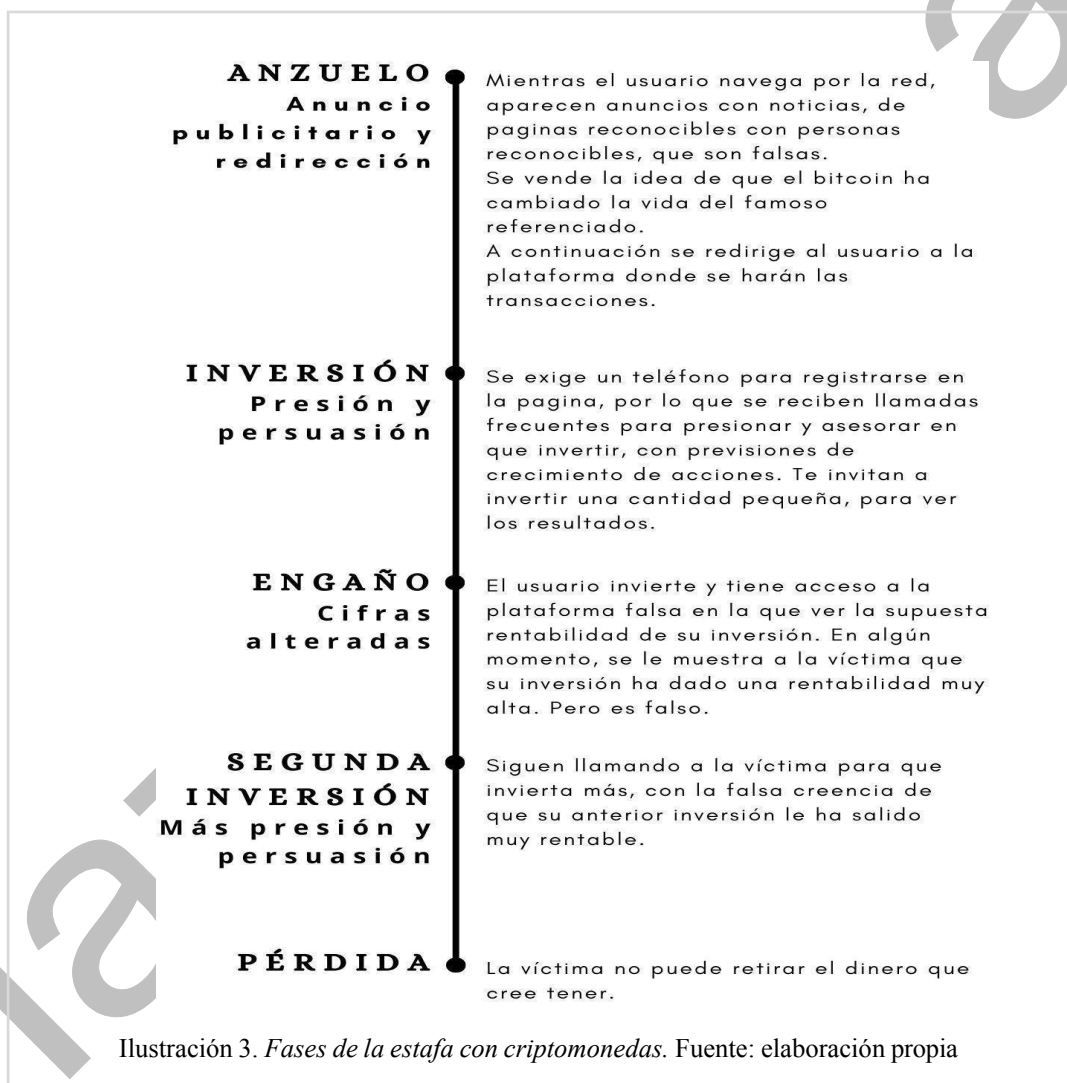 ANZUELO
Anuncio
publicitario y
redirección
Mientras el usuario navega por la red,
aparecen anuncios con noticias, de
paginas reconocibles con personas
reconocibles, que son falsas.
Se vende la idea de que el bitcoin ha
cambiado la vida del famoso
referenciado.
A continuación se redirige al usuario a la
plataforma donde se harán las
transacciones.
INVERSIÓN
Presión y
persuasión
Se exige un teléfono para registrarse en
la pagina, por lo que se reciben llamadas
frecuentes para presionar y asesorar en
que invertir, con previsiones de
crecimiento de acciones. Te invitan a
invertir una cantidad pequeña, para ver
los resultados.
ENGAÑO
Cifras
alteradas
El usuario invierte y tiene acceso a la
plataforma falsa en la que ver la supuesta
rentabilidad de su inversión. En algún
momento, se le muestra a la víctima que
su inversión ha dado una rentabilidad muy
alta. Pero es falso.
SEGUNDA
INVERSIÓN
Más presión y
persuasión
Siguen llamando a la víctima para que
invierta más, con la falsa creencia de
que su anterior inversión le ha salido
muy rentable.
PÉRDIDA
La víctima no puede retirar el dinero que
cree tener.
Ilustración 3. Fases de la estafa con criptomonedas. Fuente: elaboración propia